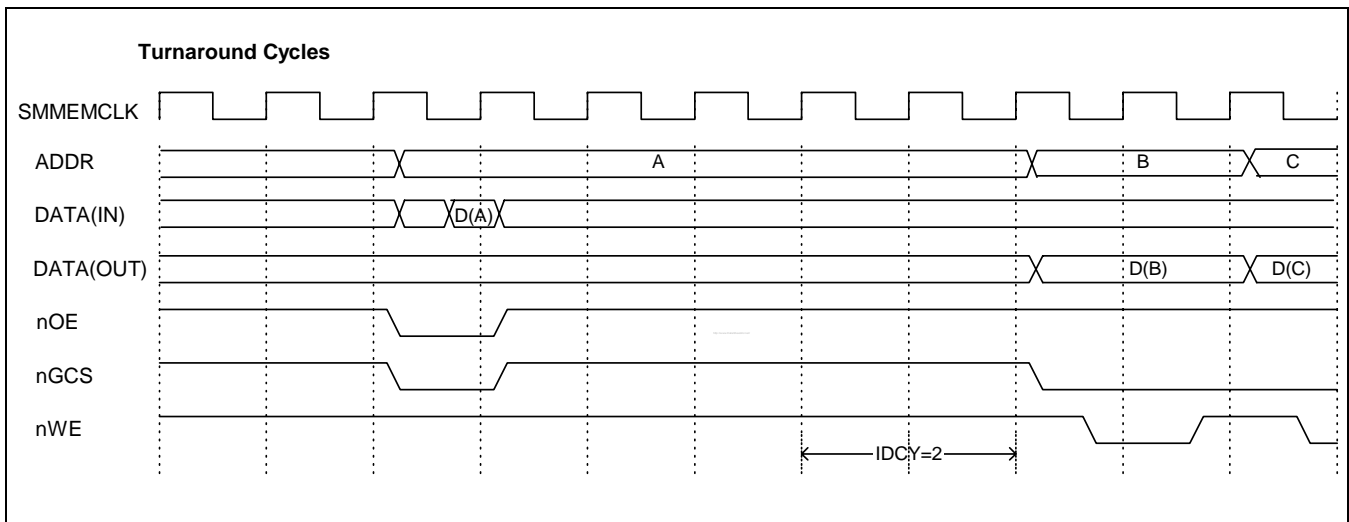 Turnaround Cycles
SMMEMCLK
ADDR A B C
DATA(IN) D(A)
DATA(OUT) D(B) D(C)
nOE
nGCS
nWE
IDCY=2